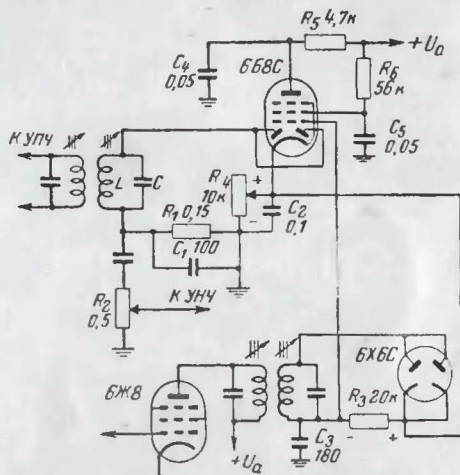 R5 4,7к
+Uа
C4
0,05
6Б8С
R6
56к
C5
0,05
К УПЧ
L
C
R4
10к
+
-
C2
0,1
R1 0,15
C1 100
R2
0,5
К УНЧ
6Ж8
6Х6С
R3 20к
-
+
C3
180
+Uа